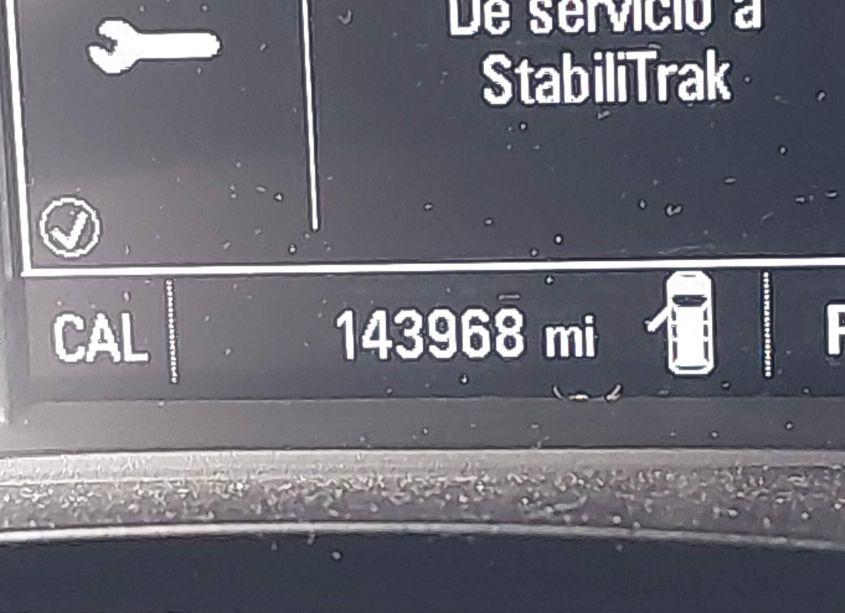 De servicio a
StabiliTrak
CAL 143968 mi